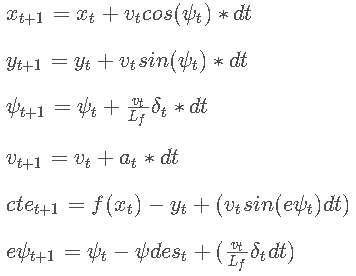 x_{t+1} = x_t + v_t cos(ψ_t) * dt
y_{t+1} = y_t + v_t sin(ψ_t) * dt
ψ_{t+1} = ψ_t + \frac{v_t}{L_f} δ_t * dt
v_{t+1} = v_t + a_t * dt
cte_{t+1} = f(x_t) - y_t + (v_t sin(eψ_t)dt)
eψ_{t+1} = ψ_t - ψdes_t + (\frac{v_t}{L_f} δ_t dt)